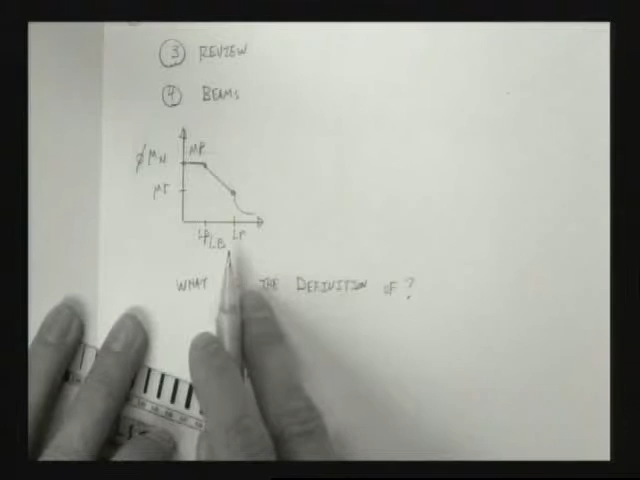 ③ REVIEW
④ BEAMS
MP
ϕMN
Mr
LP LB Lr
WHAT THE DEFINITION OF?